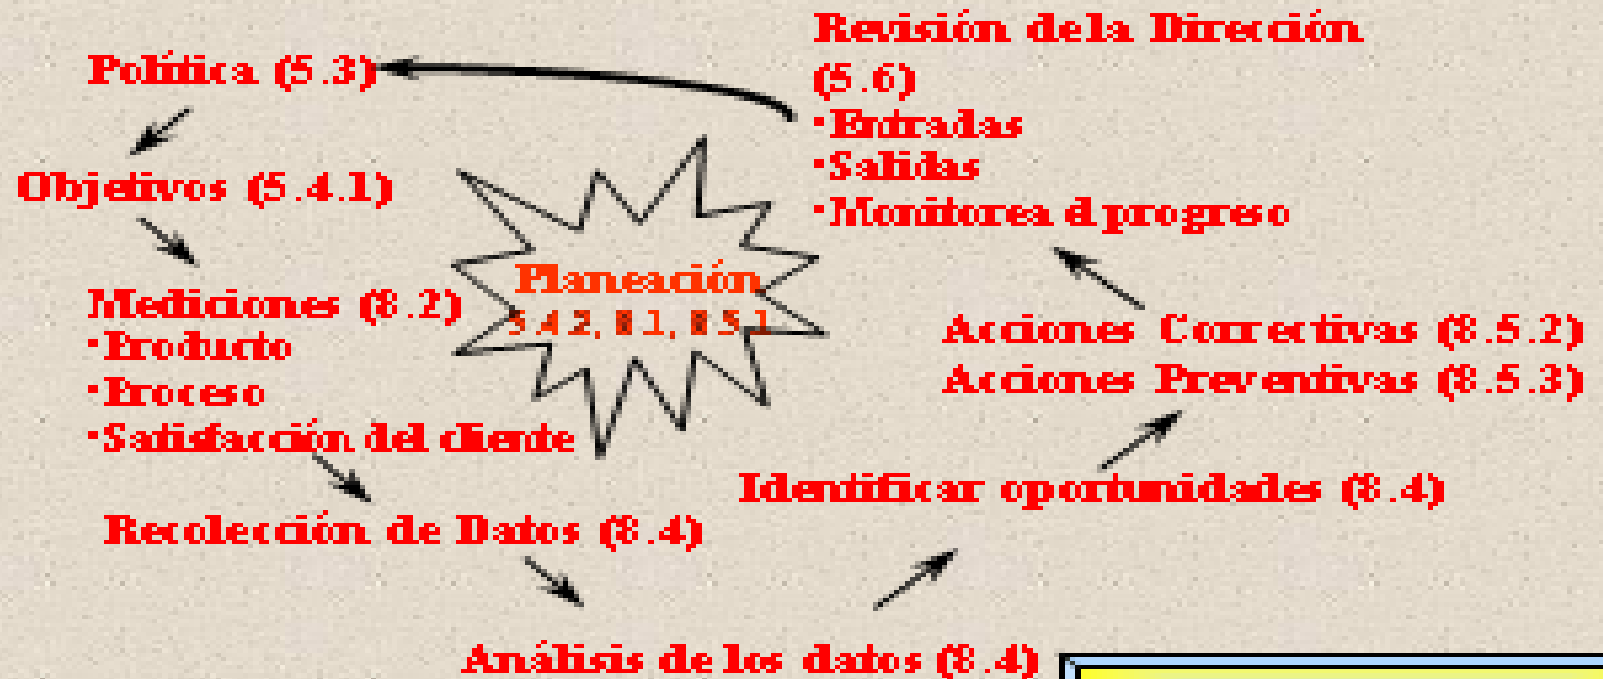 Política (5.3)
Objetivos (5.4.1)
Mediciones (8.2)
·Producto
·Proceso
·Satisfacción del cliente
Recolección de Datos (8.4)
Análisis de los datos (8.4)
Identificar oportunidades (8.4)
Acciones Correctivas (8.5.2)
Acciones Preventivas (8.5.3)
Revisión dela Dirección
(5.6)
·Entradas
·Salidas
·Monitorea el progreso
Planeación
5.4.2, 8.1, 8.5.1